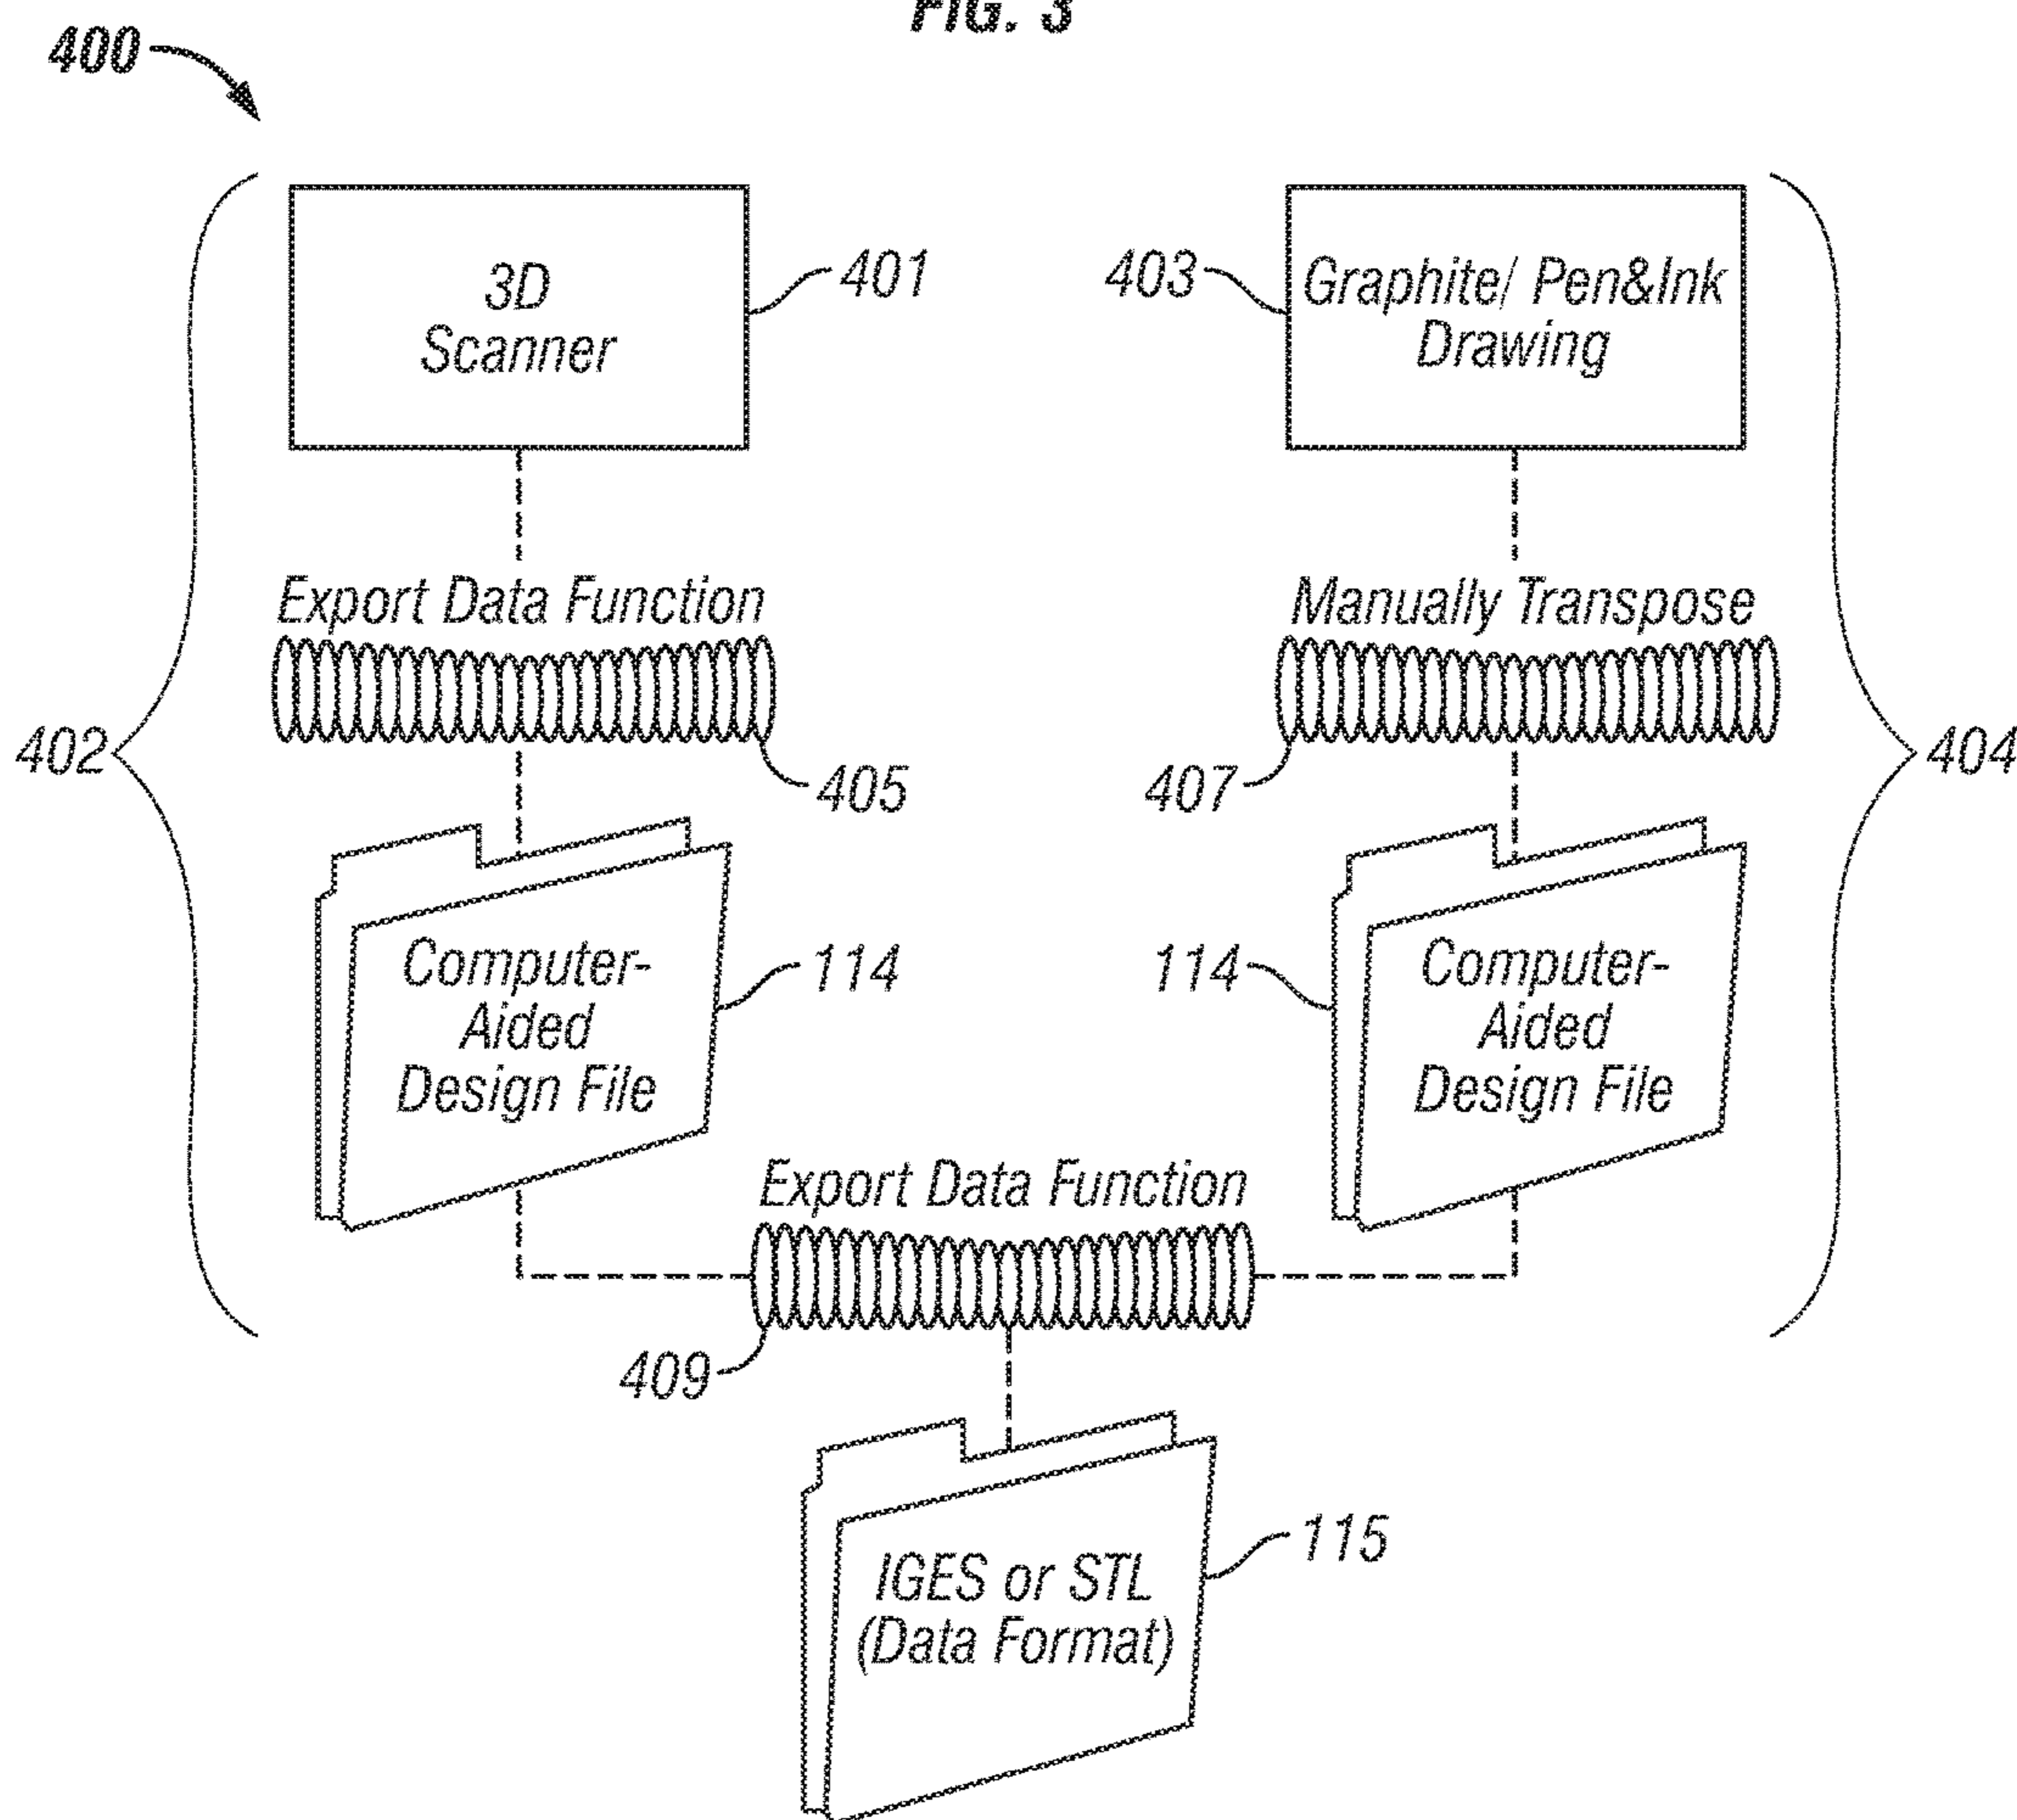 FIG. 3
400
3D
Scanner
401
403
Graphite/ Pen&Ink
Drawing
Export Data Function
Manually Transpose
402
405
407
404
Computer-
Aided
Design File
114
114
Computer-
Aided
Design File
Export Data Function
409
IGES or STL
(Data Format)
115